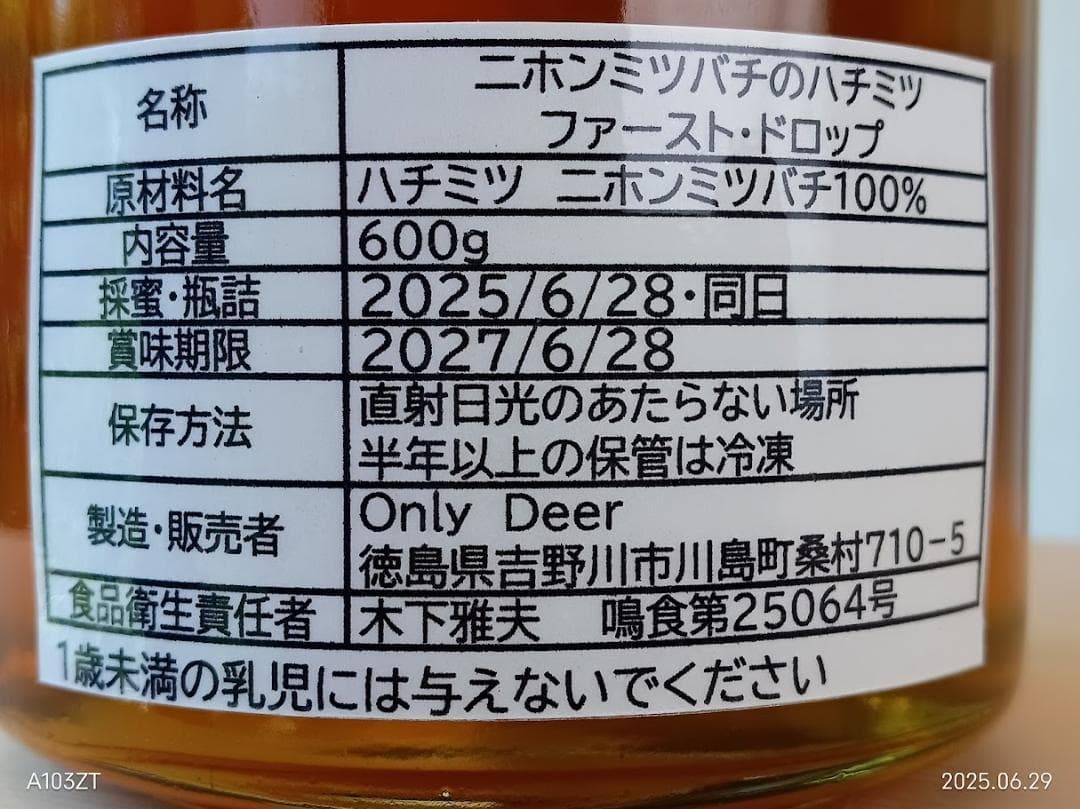 名称 ニホンミツバチのハチミツ
ファースト・ドロップ
原材料名 ハチミツ ニホンミツバチ100%
内容量 600g
採蜜・瓶詰 2025/6/28・同日
賞味期限 2027/6/28
保存方法 直射日光のあたらない場所
半年以上の保管は冷凍
製造・販売者 Only Deer
徳島県吉野川市川島町桑村710-5
食品衛生責任者 木下雅夫 鳴食第25064号
1歳未満の乳児には与えないでください
A103ZT
2025.06.29